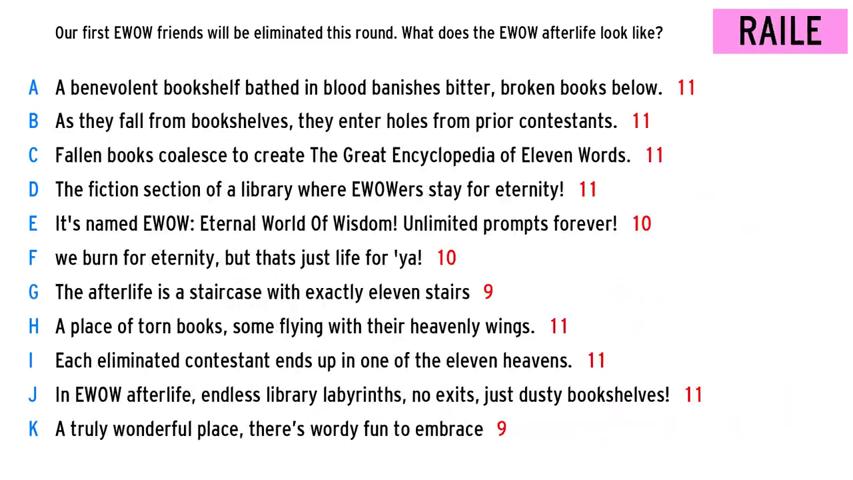 Our first EWOW friends will be eliminated this round. What does the EWOW afterlife look like?
RAILE
A A benevolent bookshelf bathed in blood banishes bitter, broken books below. 11
B As they fall from bookshelves, they enter holes from prior contestants. 11
C Fallen books coalesce to create The Great Encyclopedia of Eleven Words. 11
D The fiction section of a library where EWOWers stay for eternity! 11
E It's named EWOW: Eternal World Of Wisdom! Unlimited prompts forever! 10
F we burn for eternity, but thats just life for 'ya! 10
G The afterlife is a staircase with exactly eleven stairs 9
H A place of torn books, some flying with their heavenly wings. 11
I Each eliminated contestant ends up in one of the eleven heavens. 11
J In EWOW afterlife, endless library labyrinths, no exits, just dusty bookshelves! 11
K A truly wonderful place, there’s wordy fun to embrace 9